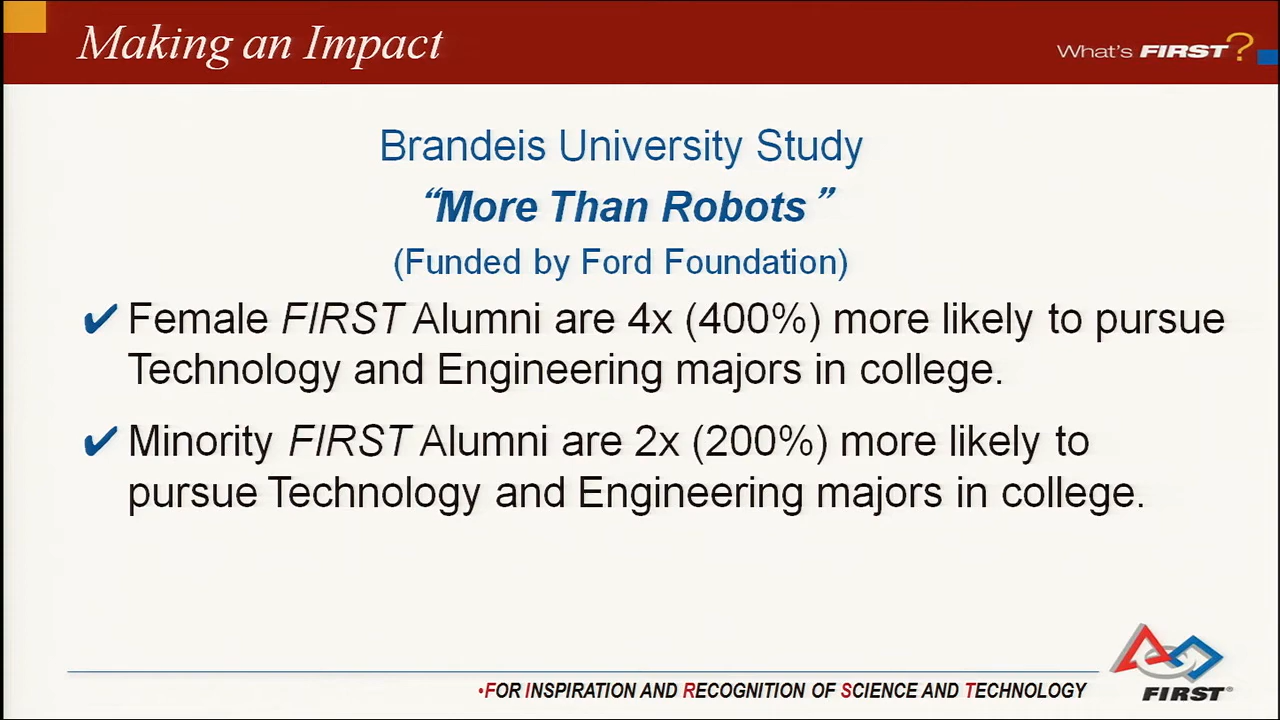 Making an Impact
What's FIRST?
Brandeis University Study
“More Than Robots”
(Funded by Ford Foundation)
✔ Female FIRST Alumni are 4x (400%) more likely to pursue
Technology and Engineering majors in college.
✔ Minority FIRST Alumni are 2x (200%) more likely to
pursue Technology and Engineering majors in college.
•FOR INSPIRATION AND RECOGNITION OF SCIENCE AND TECHNOLOGY
FIRST®